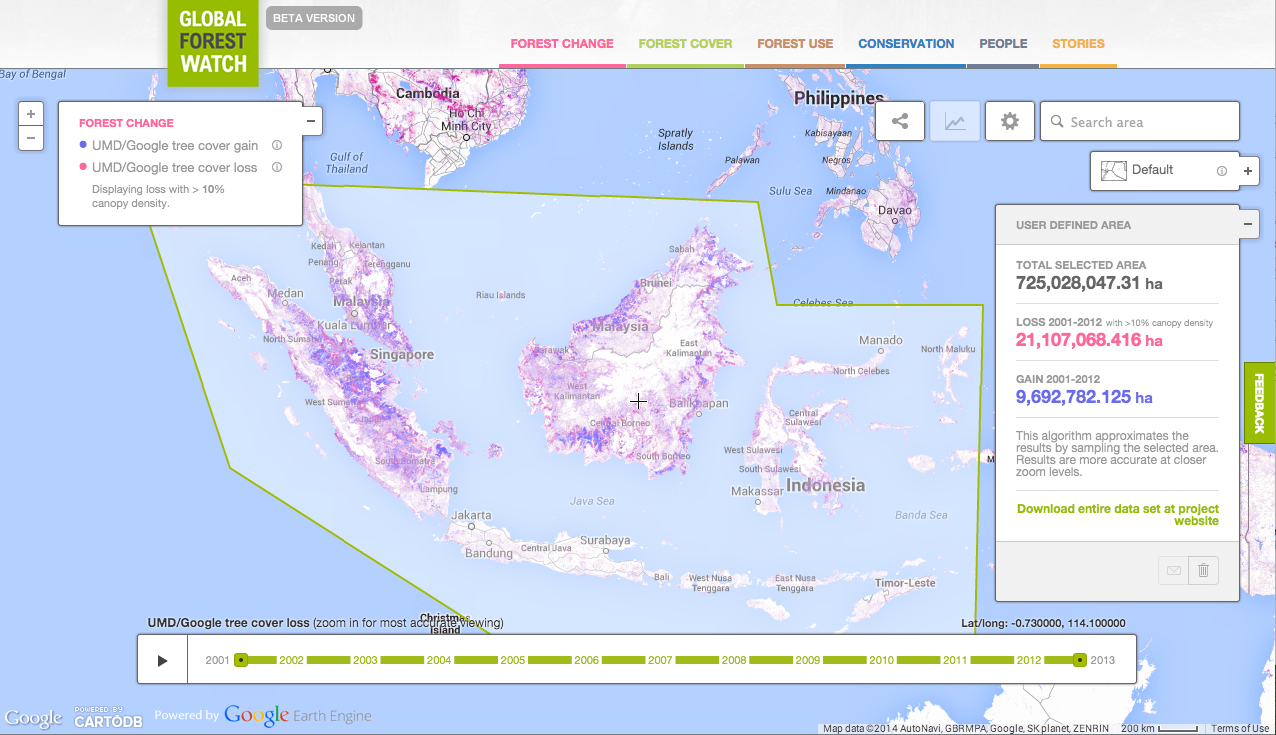 GLOBAL
FOREST
WATCH
BETA VERSION
FOREST CHANGE
FOREST COVER
FOREST USE
CONSERVATION
PEOPLE
STORIES
Bay of Bengal
+
−
FOREST CHANGE
UMD/Google tree cover gain
UMD/Google tree cover loss
Displaying loss with > 10%
canopy density.
Cambodia
Ho Chi
Minh City
Gulf of
Thailand
Spratly
Islands
Philippines
Kabisayaan
Palawan
Negros
Sulu Sea
Mindanao
Davao
Search area
Default
Kedah
Kelantan
Penang
Terengganu
Perak
Aceh
Medan
Malaysia
Kuala Lumpur
North Sumatra
Singapore
Riau Islands
West Sumatra
South Sumatra
Lampung
Sabah
Brunei
Malaysia
Sarawak
East
Kalimantan
West
Kalimantan
Balikpapan
Central Borneo
South Borneo
Celebes Sea
Manado
North Maluku
North Celebes
Central
Sulawesi
West Sulawesi
South Sulawesi
Makassar
Indonesia
Java Sea
Banda Sea
Jakarta
Bandung
Central Java
Surabaya
Bali
West Nusa
Tenggara
East Nusa
Tenggara
Timor-Leste
Christmas
island
USER DEFINED AREA
TOTAL SELECTED AREA
725,028,047.31 ha
LOSS 2001-2012 with >10% canopy density
21,107,068.416 ha
GAIN 2001-2012
9,692,782.125 ha
This algorithm approximates the
results by sampling the selected area.
Results are more accurate at closer
zoom levels.
Download entire data set at project
website
FEEDBACK
UMD/Google tree cover loss (zoom in for most accurate viewing)
Lat/long: -0.730000, 114.100000
2001 2002 2003 2004 2005 2006 2007 2008 2009 2010 2011 2012 2013
Google
POWERED BY
CARTODB
Powered by Google Earth Engine
Map data ©2014 AutoNavi, GBRMPA, Google, SK planet, ZENRIN
200 km
Terms of Use